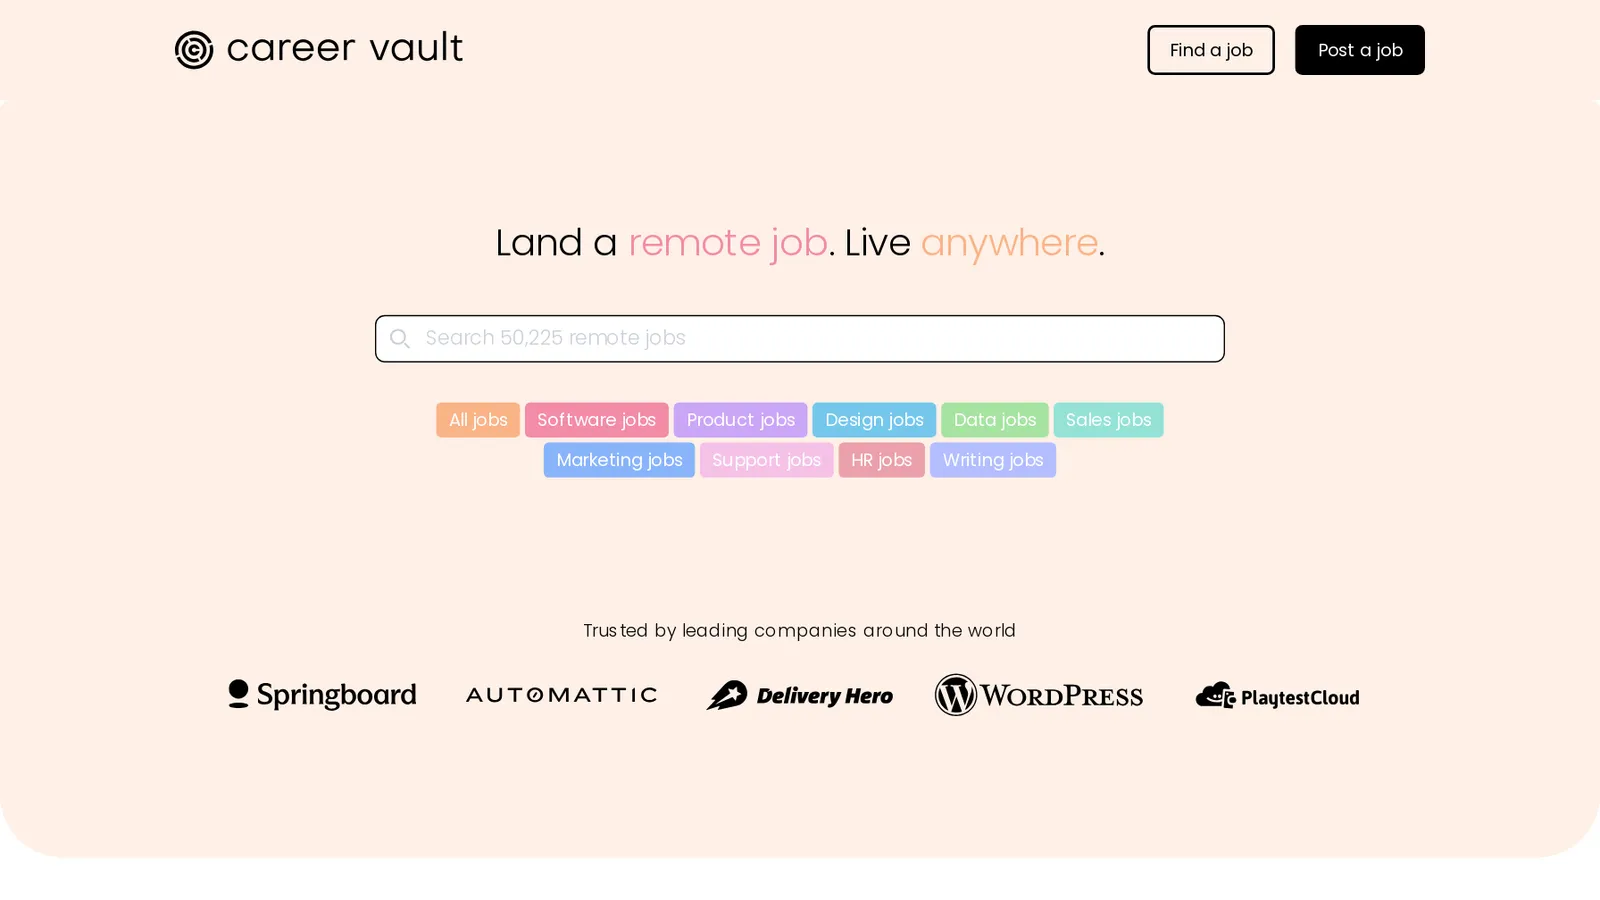 career vault
Find a job
Post a job
Land a remote job. Live anywhere.
Search 50,225 remote jobs
All jobs Software jobs Product jobs Design jobs Data jobs Sales jobs
Marketing jobs Support jobs HR jobs Writing jobs
Trusted by leading companies around the world
Springboard AUTOMATTIC Delivery Hero WORDPRESS PlaytestCloud